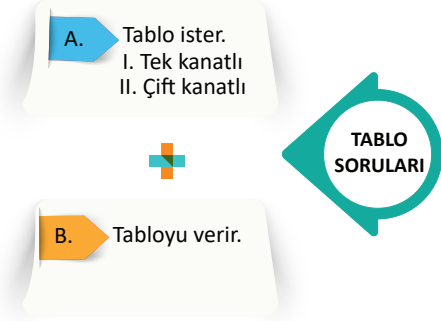 A. Tablo ister.
I. Tek kanatlı
II. Çift kanatlı
TABLO
SORULARI
B. Tabloyu verir.